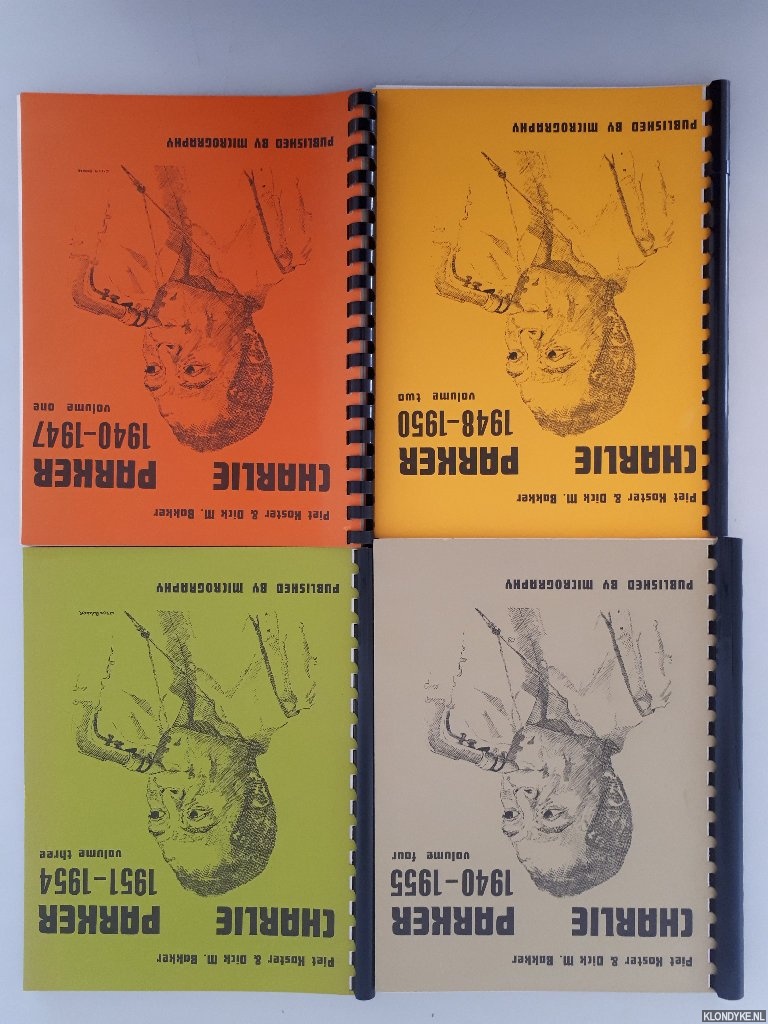 Piet Koster & Dick M. Bakker
CHARLIE PARKER
1940-1947
volume one
PUBLISHED BY MICROGRAPHY
Piet Koster & Dick M. Bakker
CHARLIE PARKER
1948-1950
volume two
PUBLISHED BY MICROGRAPHY
Piet Koster & Dick M. Bakker
CHARLIE PARKER
1951-1954
volume three
PUBLISHED BY MICROGRAPHY
Piet Koster & Dick M. Bakker
CHARLIE PARKER
1940-1955
volume four
PUBLISHED BY MICROGRAPHY
KLONDYKE.NL